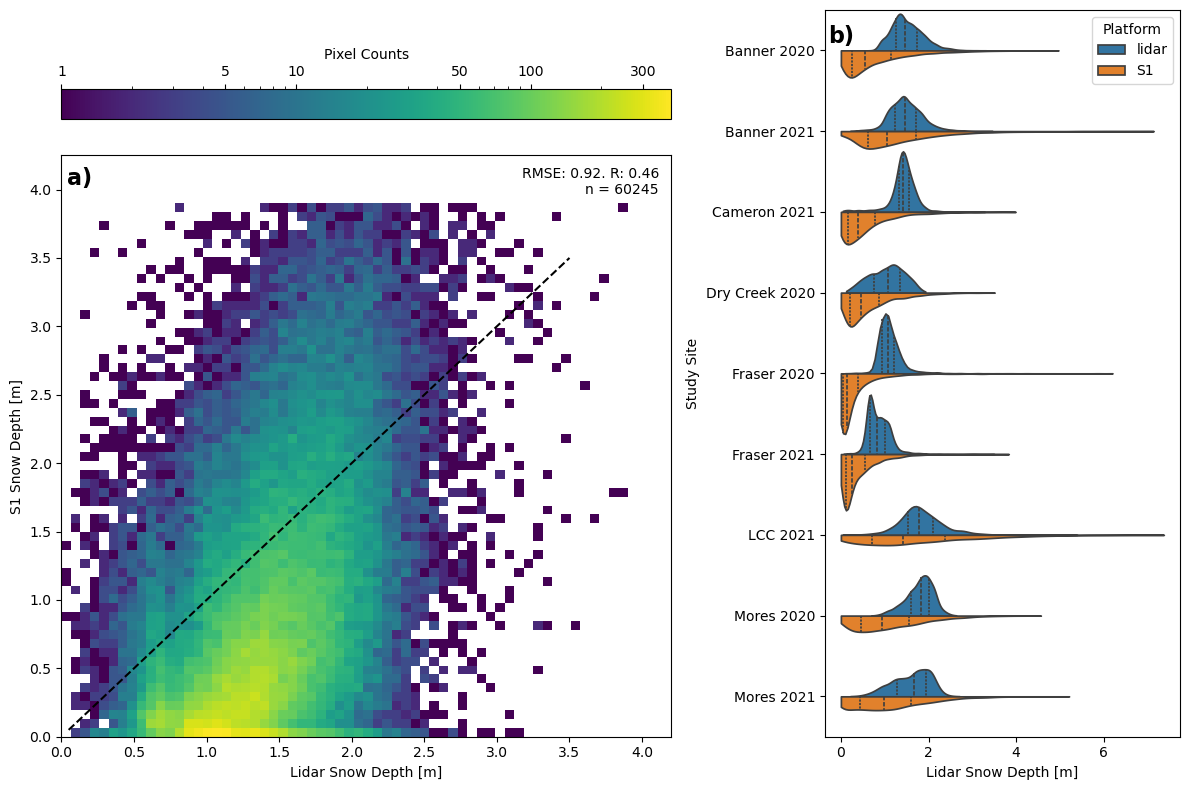 Pixel Counts
1 5 10 50 100 300
a)
RMSE: 0.92. R: 0.46
n = 60245
S1 Snow Depth [m]
4.0
3.5
3.0
2.5
2.0
1.5
1.0
0.5
0.0
0.0 0.5 1.0 1.5 2.0 2.5 3.0 3.5 4.0
Lidar Snow Depth [m]
b)
Platform
lidar
S1
Study Site
Banner 2020
Banner 2021
Cameron 2021
Dry Creek 2020
Fraser 2020
Fraser 2021
LCC 2021
Mores 2020
Mores 2021
0 2 4 6
Lidar Snow Depth [m]